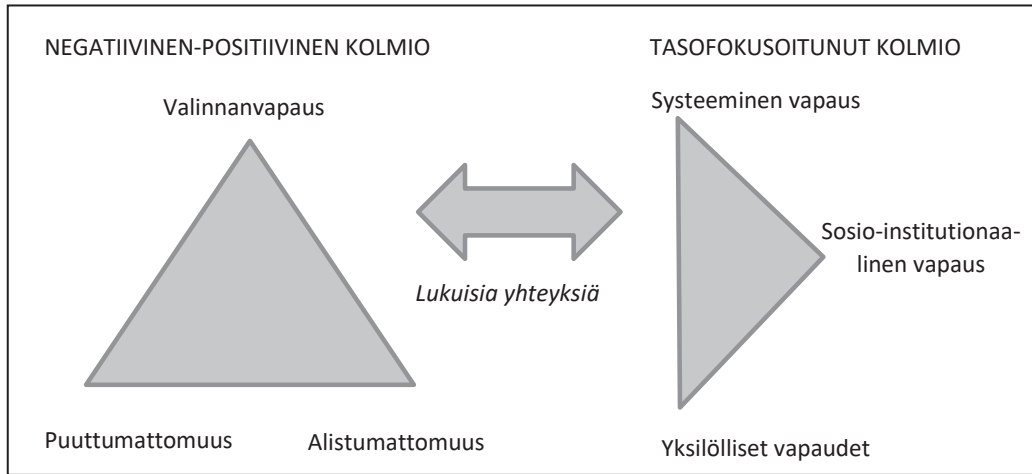 NEGATIIVINEN-POSITIIVINEN KOLMIO
Valinnanvapaus
Puuttumattomuus
Alistumattomuus
Lukuisia yhteyksiä
TASOFOKUSOITUNUT KOLMIO
Systeeminen vapaus
Sosio-institutionaa-
linen vapaus
Yksilölliset vapaudet